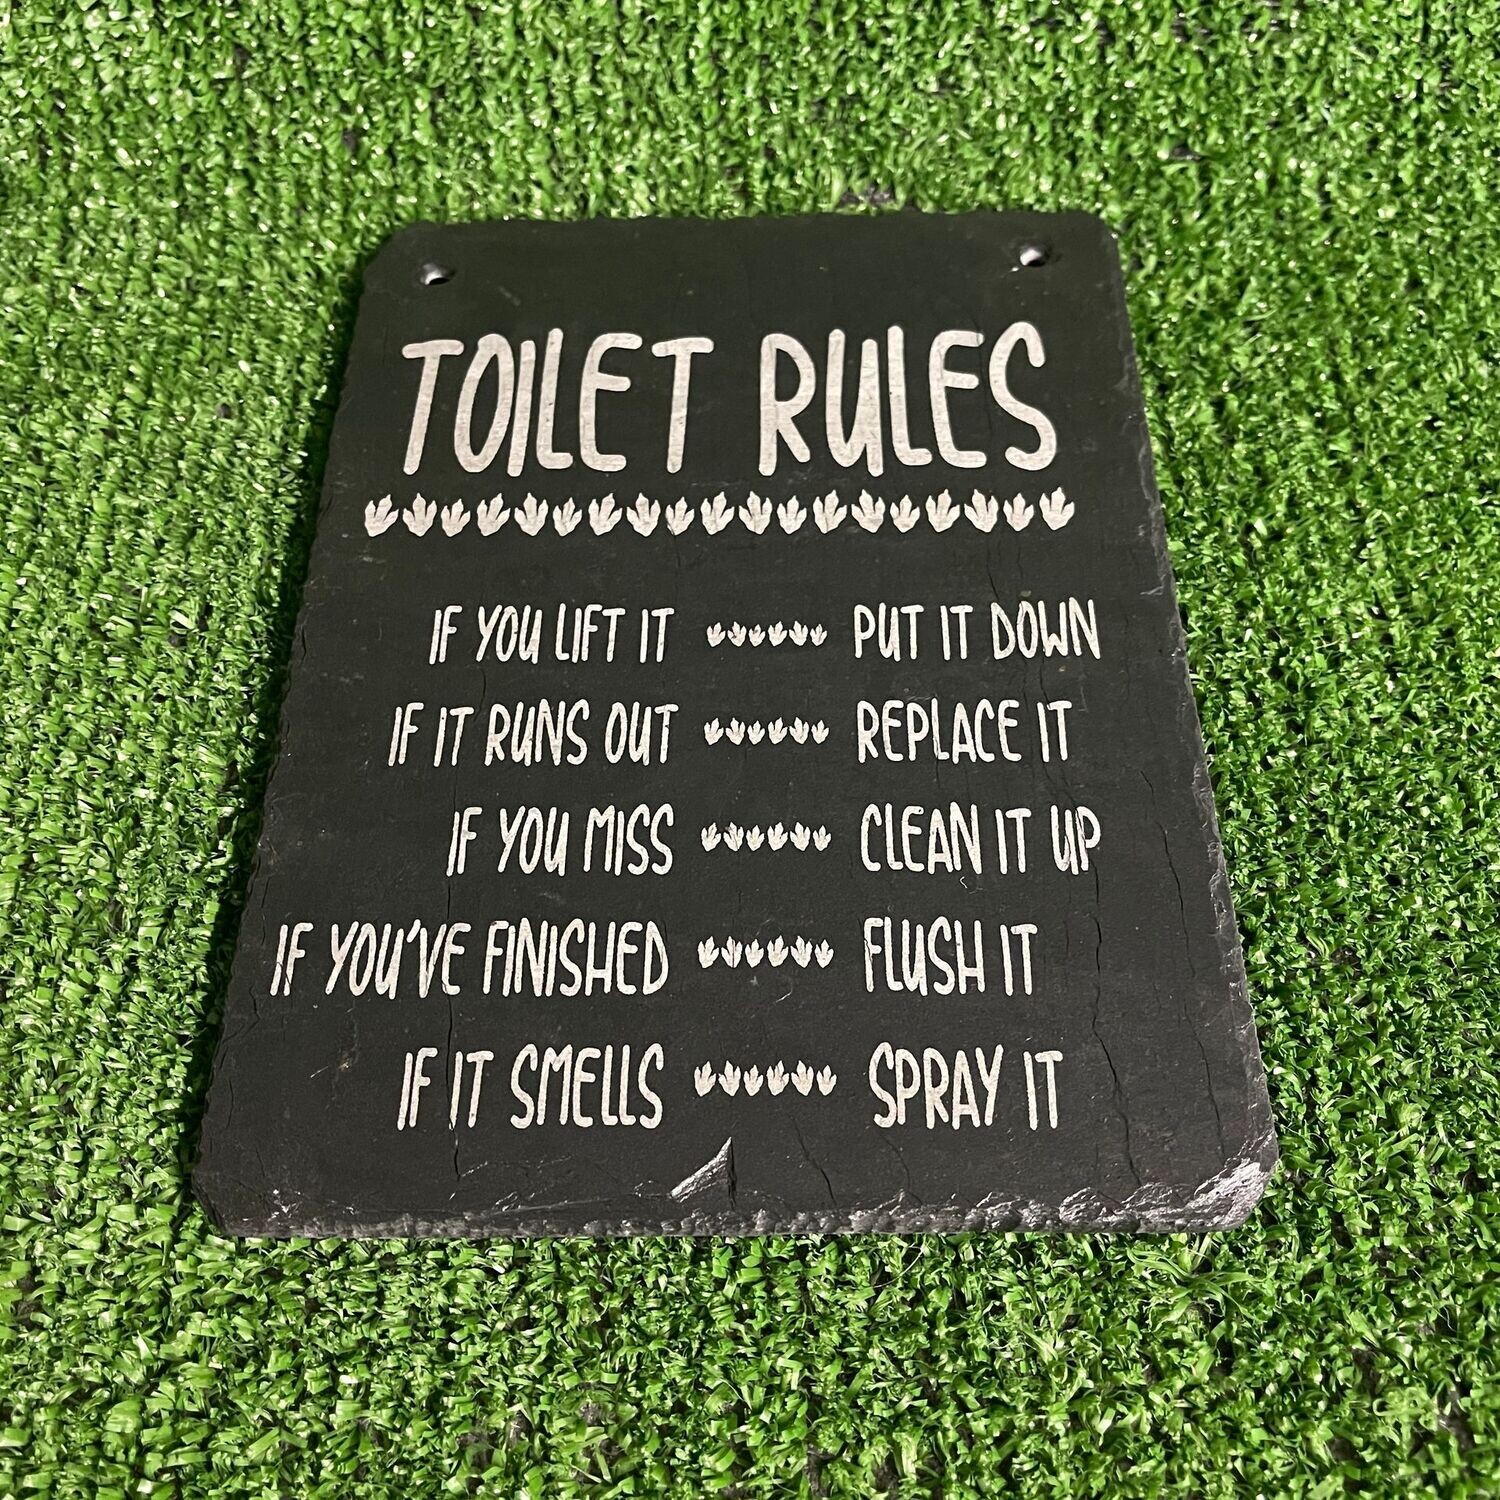 TOILET RULES
IF YOU LIFT IT PUT IT DOWN
IF IT RUNS OUT REPLACE IT
IF YOU MISS CLEAN IT UP
IF YOU'VE FINISHED FLUSH IT
IF IT SMELLS SPRAY IT